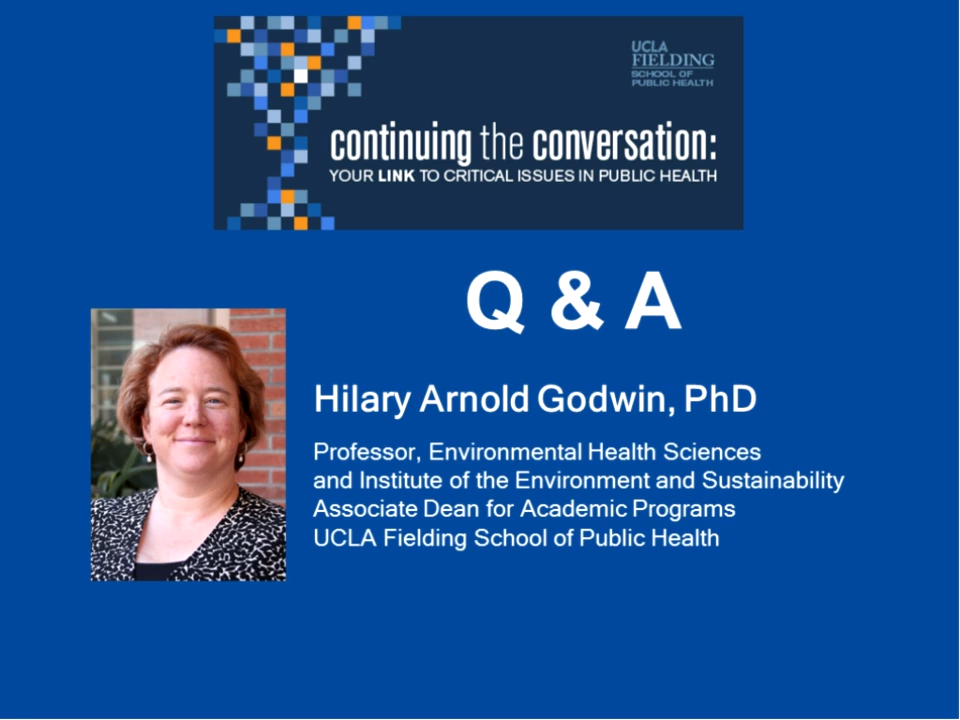 UCLA
FIELDING
SCHOOL OF
PUBLIC HEALTH
continuing the conversation:
YOUR LINK TO CRITICAL ISSUES IN PUBLIC HEALTH
Q & A
Hilary Arnold Godwin, PhD
Professor, Environmental Health Sciences
and Institute of the Environment and Sustainability
Associate Dean for Academic Programs
UCLA Fielding School of Public Health